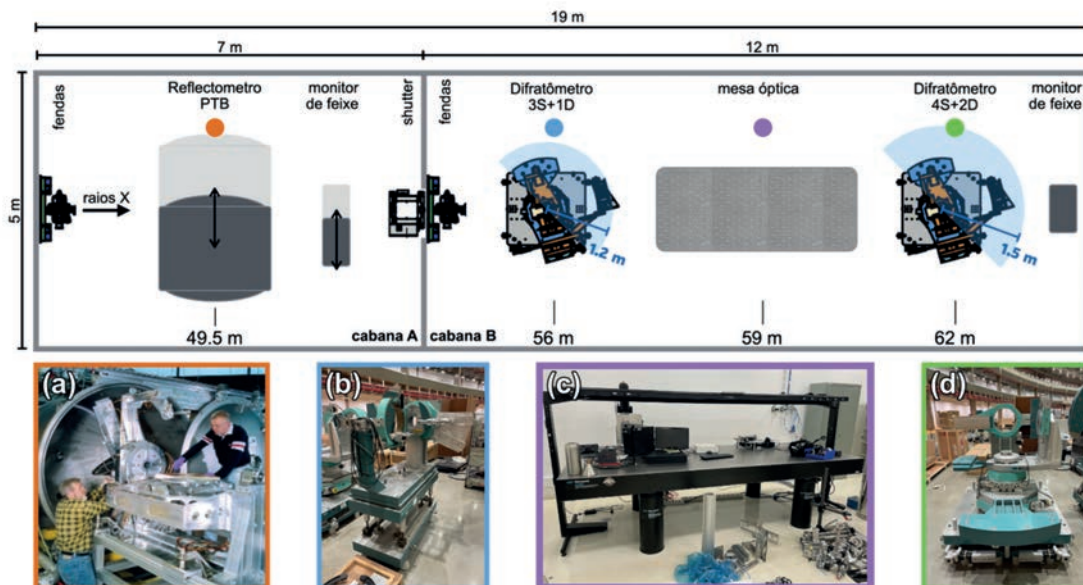 19 m
7 m
12 m
5 m
fendas
Reflectometro
PTB
monitor
de feixe
shutter
fendas
Difratômetro
3S+1D
mesa óptica
Difratômetro
4S+2D
monitor
de feixe
raios X
1.2 m
1.5 m
49.5 m
cabana A
cabana B
56 m
59 m
62 m
(a)
(b)
(c)
(d)